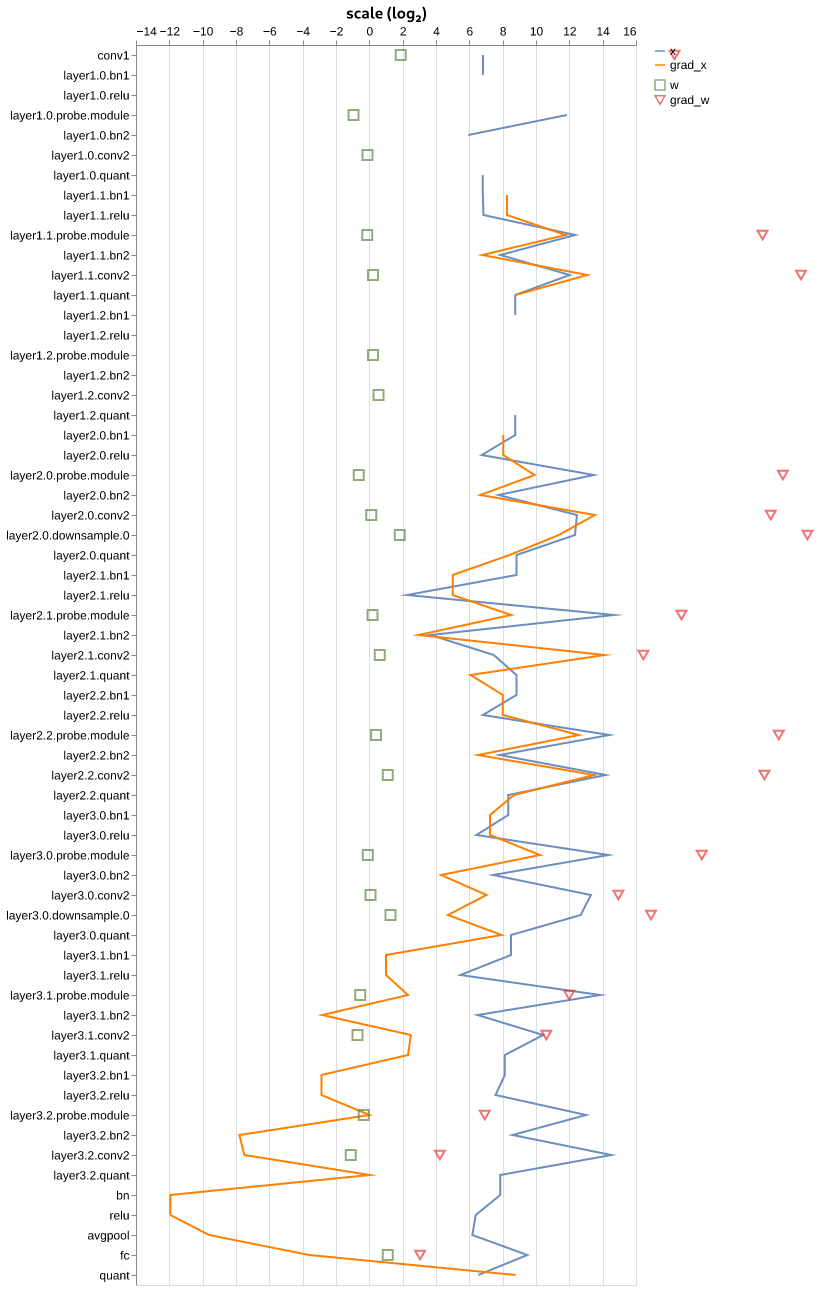 scale (log₂)
−14 −12 −10 −8 −6 −4 −2 0 2 4 6 8 10 12 14 16
conv1
layer1.0.bn1
layer1.0.relu
layer1.0.probe.module
layer1.0.bn2
layer1.0.conv2
layer1.0.quant
layer1.1.bn1
layer1.1.relu
layer1.1.probe.module
layer1.1.bn2
layer1.1.conv2
layer1.1.quant
layer1.2.bn1
layer1.2.relu
layer1.2.probe.module
layer1.2.bn2
layer1.2.conv2
layer1.2.quant
layer2.0.bn1
layer2.0.relu
layer2.0.probe.module
layer2.0.bn2
layer2.0.conv2
layer2.0.downsample.0
layer2.0.quant
layer2.1.bn1
layer2.1.relu
layer2.1.probe.module
layer2.1.bn2
layer2.1.conv2
layer2.1.quant
layer2.2.bn1
layer2.2.relu
layer2.2.probe.module
layer2.2.bn2
layer2.2.conv2
layer2.2.quant
layer3.0.bn1
layer3.0.relu
layer3.0.probe.module
layer3.0.bn2
layer3.0.conv2
layer3.0.downsample.0
layer3.0.quant
layer3.1.bn1
layer3.1.relu
layer3.1.probe.module
layer3.1.bn2
layer3.1.conv2
layer3.1.quant
layer3.2.bn1
layer3.2.relu
layer3.2.probe.module
layer3.2.bn2
layer3.2.conv2
layer3.2.quant
bn
relu
avgpool
fc
quant
x
grad_x
w
grad_w